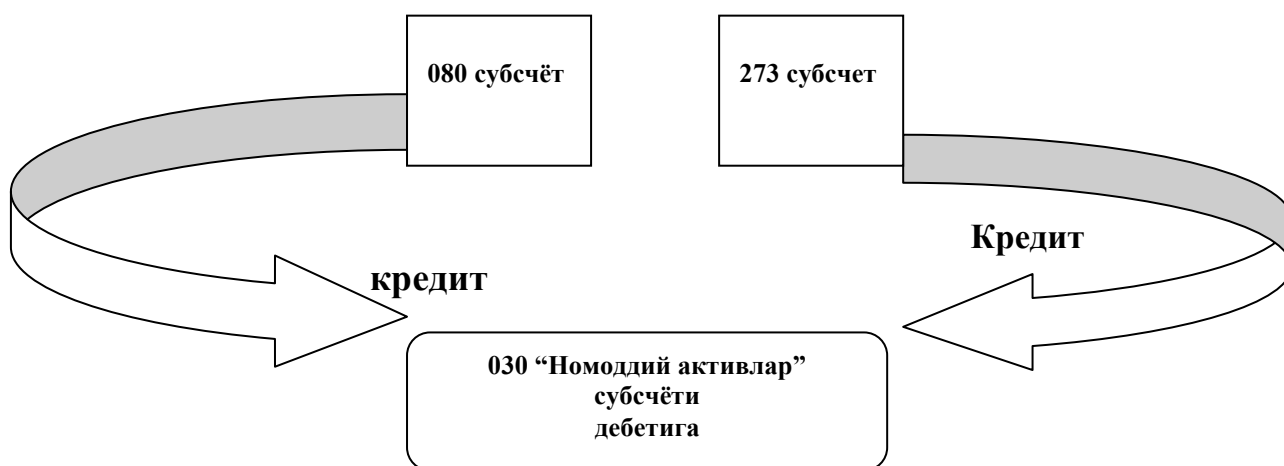 080 субсчёт
273 субсчет
Кредит
кредит
030 “Номоддий активлар”
субсчёти
дебетига